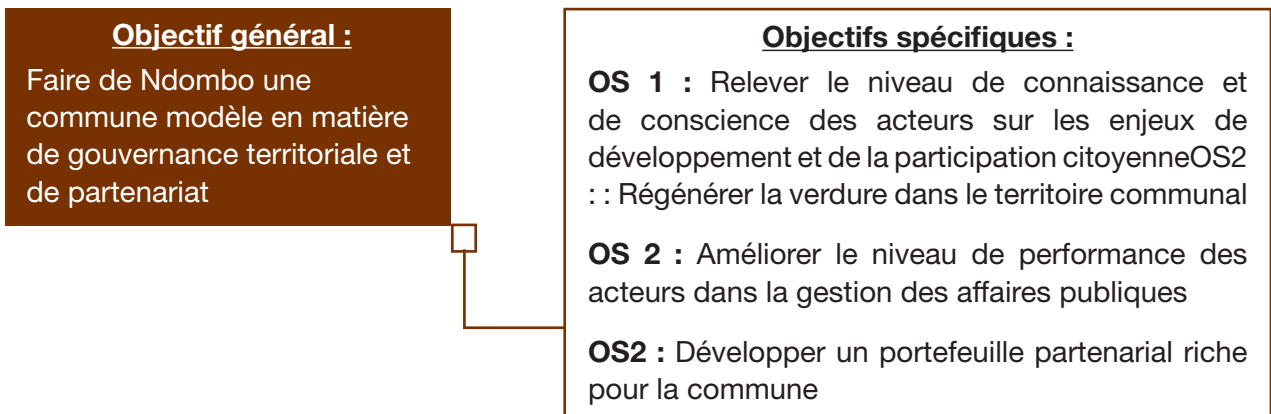 Objectif général :
Faire de Ndombo une
commune modèle en matière
de gouvernance territoriale et
de partenariat
Objectifs spécifiques :
OS 1 : Relever le niveau de connaissance et
de conscience des acteurs sur les enjeux de
développement et de la participation citoyenneOS2
: : Régénérer la verdure dans le territoire communal
OS 2 : Améliorer le niveau de performance des
acteurs dans la gestion des affaires publiques
OS2 : Développer un portefeuille partenarial riche
pour la commune